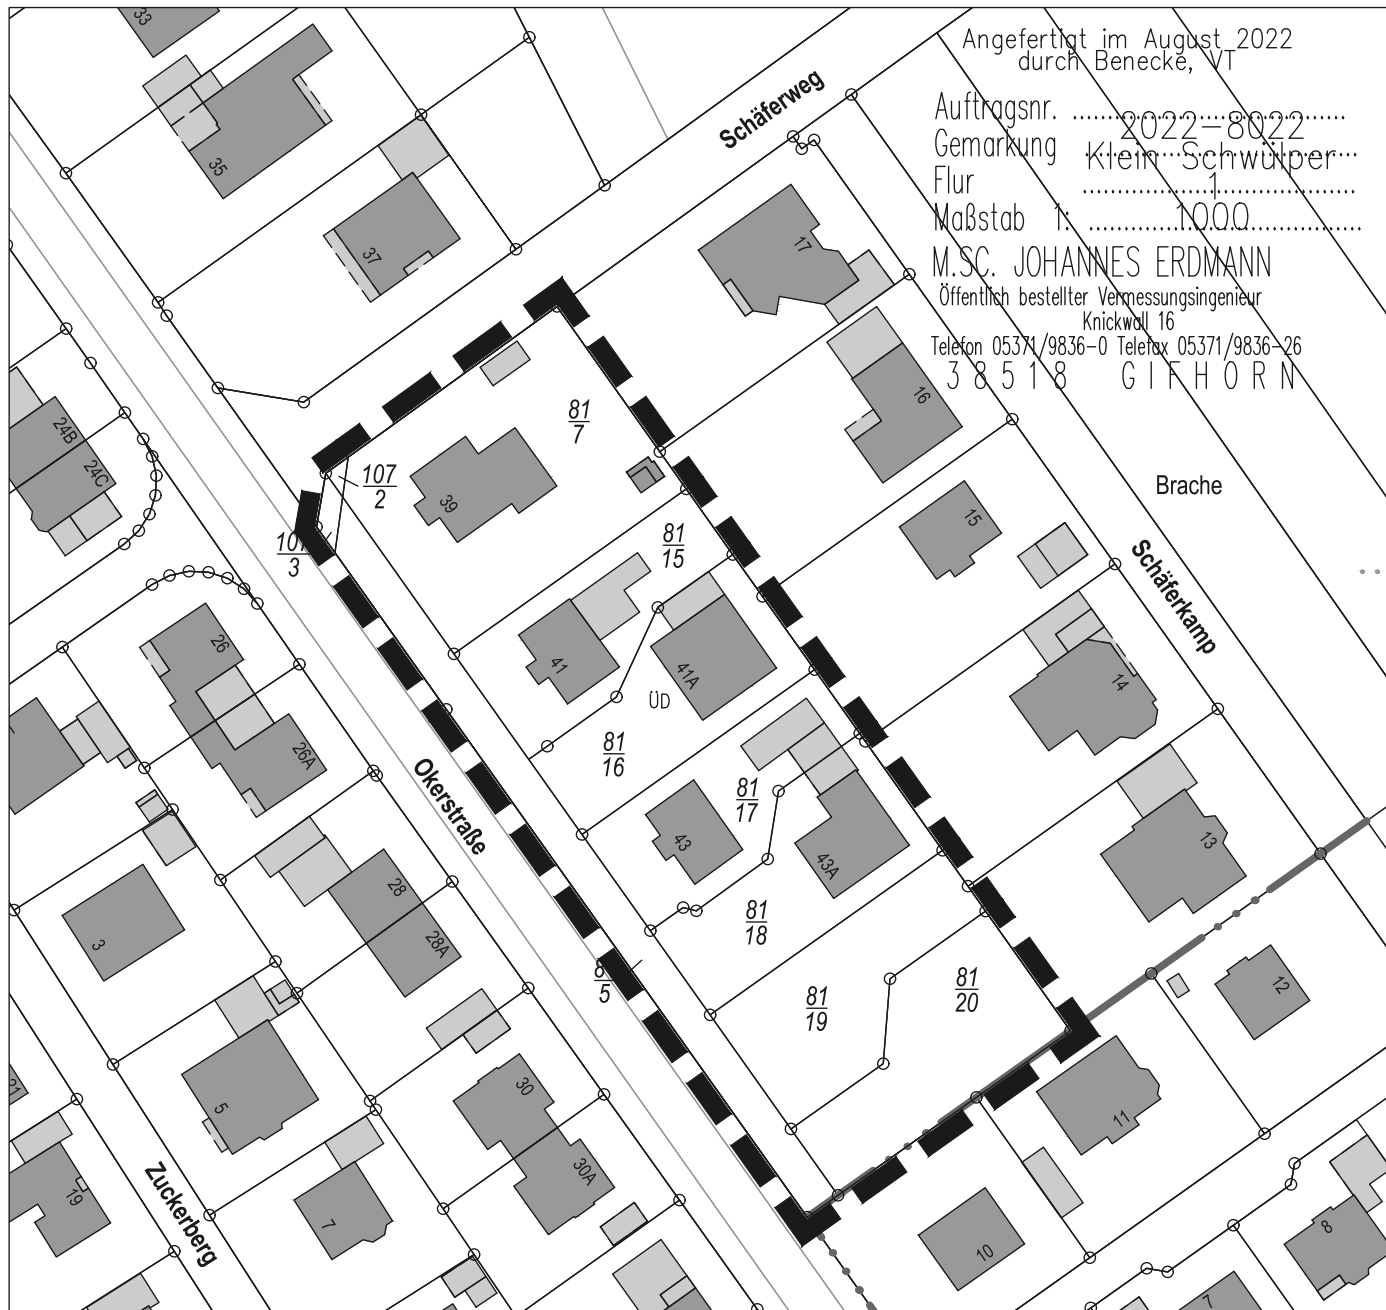 Angefertigt im August 2022
durch Benecke, VT
Auftragsnr. 2022-8022
Gemarkung Klein Schwülper
Flur 1
Maßstab 1: 1000
M.SC. JOHANNES ERDMANN
Öffentlich bestellter Vermessungsingenieur
Knickwall 16
Telefon 05371/9836-0 Telefax 05371/9836-26
38518 GIFHORN
33
35
37
Schäferweg
17
16
15
14
13
12
11
10
8
7
Brache
Schäferkamp
24B
24C
26
26A
28
28A
30
30A
3
5
7
19
21
Zuckerberg
Okerstraße
39
41
41A
43
43A
ÜD
81
7
107
2
107
3
81
15
81
16
81
17
81
18
81
19
81
20
5